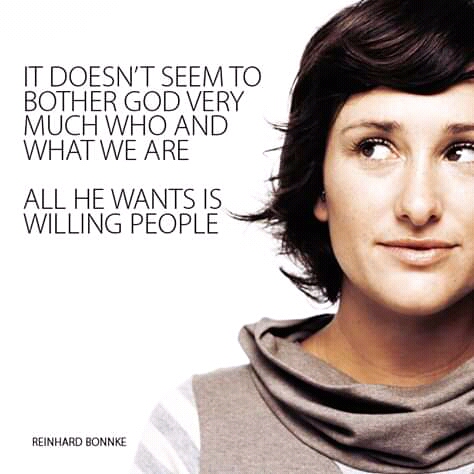 IT DOESN'T SEEM TO
BOTHER GOD VERY
MUCH WHO AND
WHAT WE ARE
ALL HE WANTS IS
WILLING PEOPLE
REINHARD BONNKE